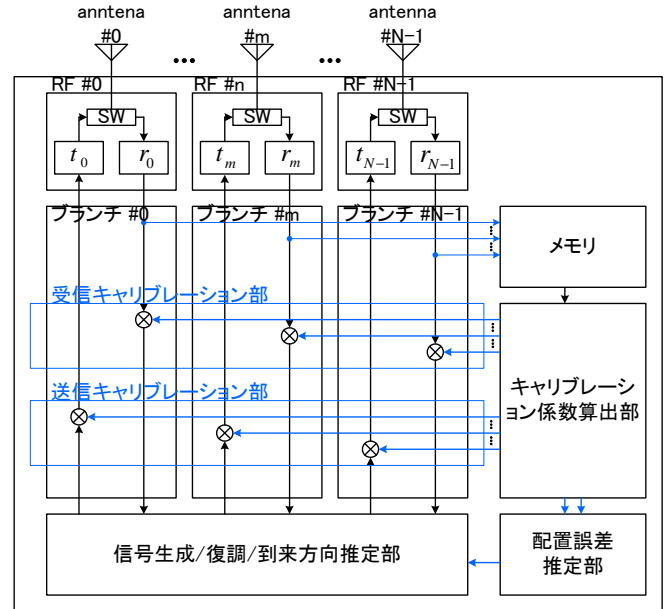 anntena
#0
anntena
#m
antenna
#N-1
RF #0
RF #n
RF #N-1
SW
SW
SW
t0
r0
tm
rm
tN-1
rN-1
ブランチ #0
ブランチ #m
ブランチ #N-1
メモリ
受信キャリブレーション部
送信キャリブレーション部
キャリブレーシ
ョン係数算出部
信号生成/復調/到来方向推定部
配置誤差
推定部